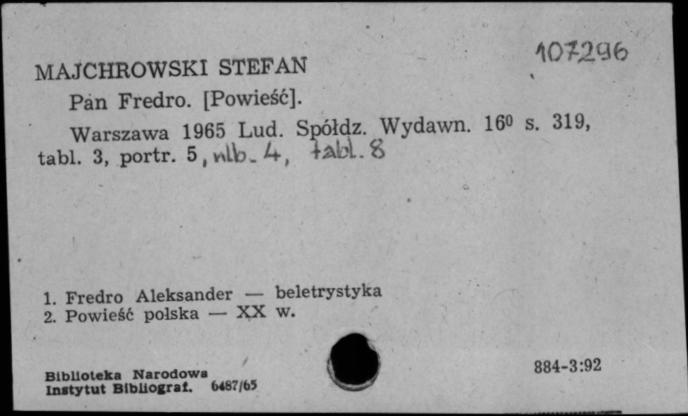 107296
MAJCHROWSKI STEFAN
Pan Fredro. [Powieść].
Warszawa 1965 Lud. Spółdz. Wydawn. 16⁰ s. 319,
tabl. 3, portr. 5, nlb. 4, tabl. 8
1. Fredro Aleksander — beletrystyka
2. Powieść polska — XX w.
884-3:92
Biblioteka Narodowa
Instytut Bibliograf. 6487/65